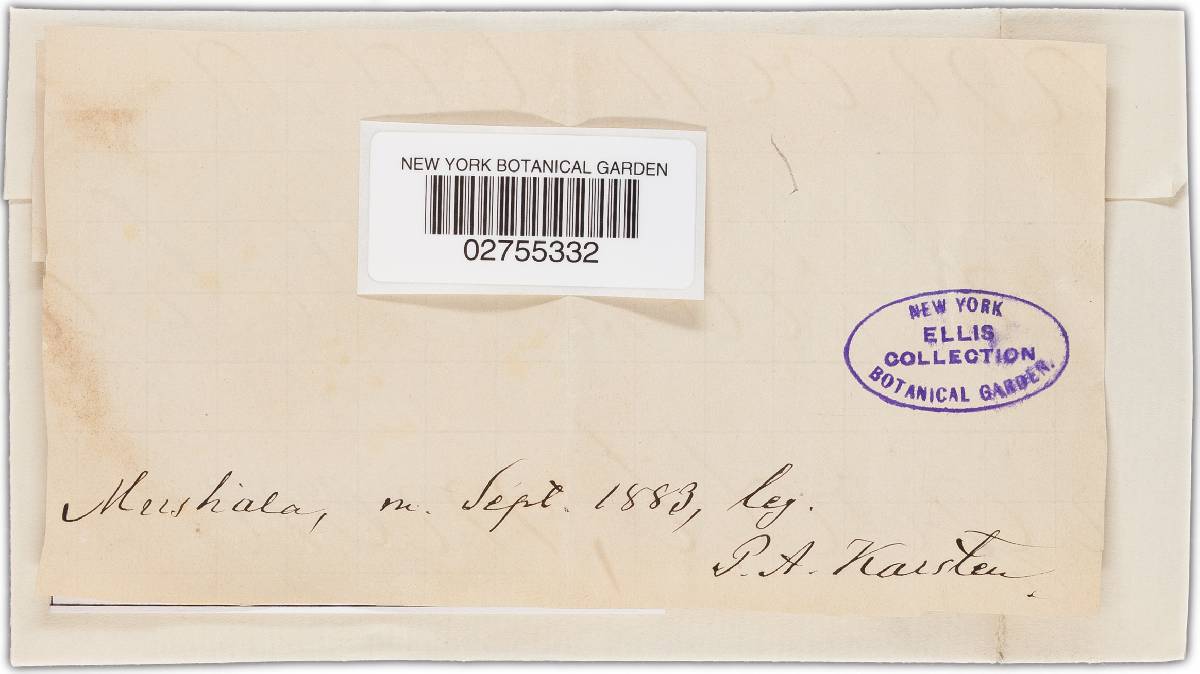 NEW YORK BOTANICAL GARDEN
02755332
NEW YORK
ELLIS
COLLECTION
BOTANICAL GARDEN.
Mustiala, m. Sept. 1883, leg.
P. A. Karsten.